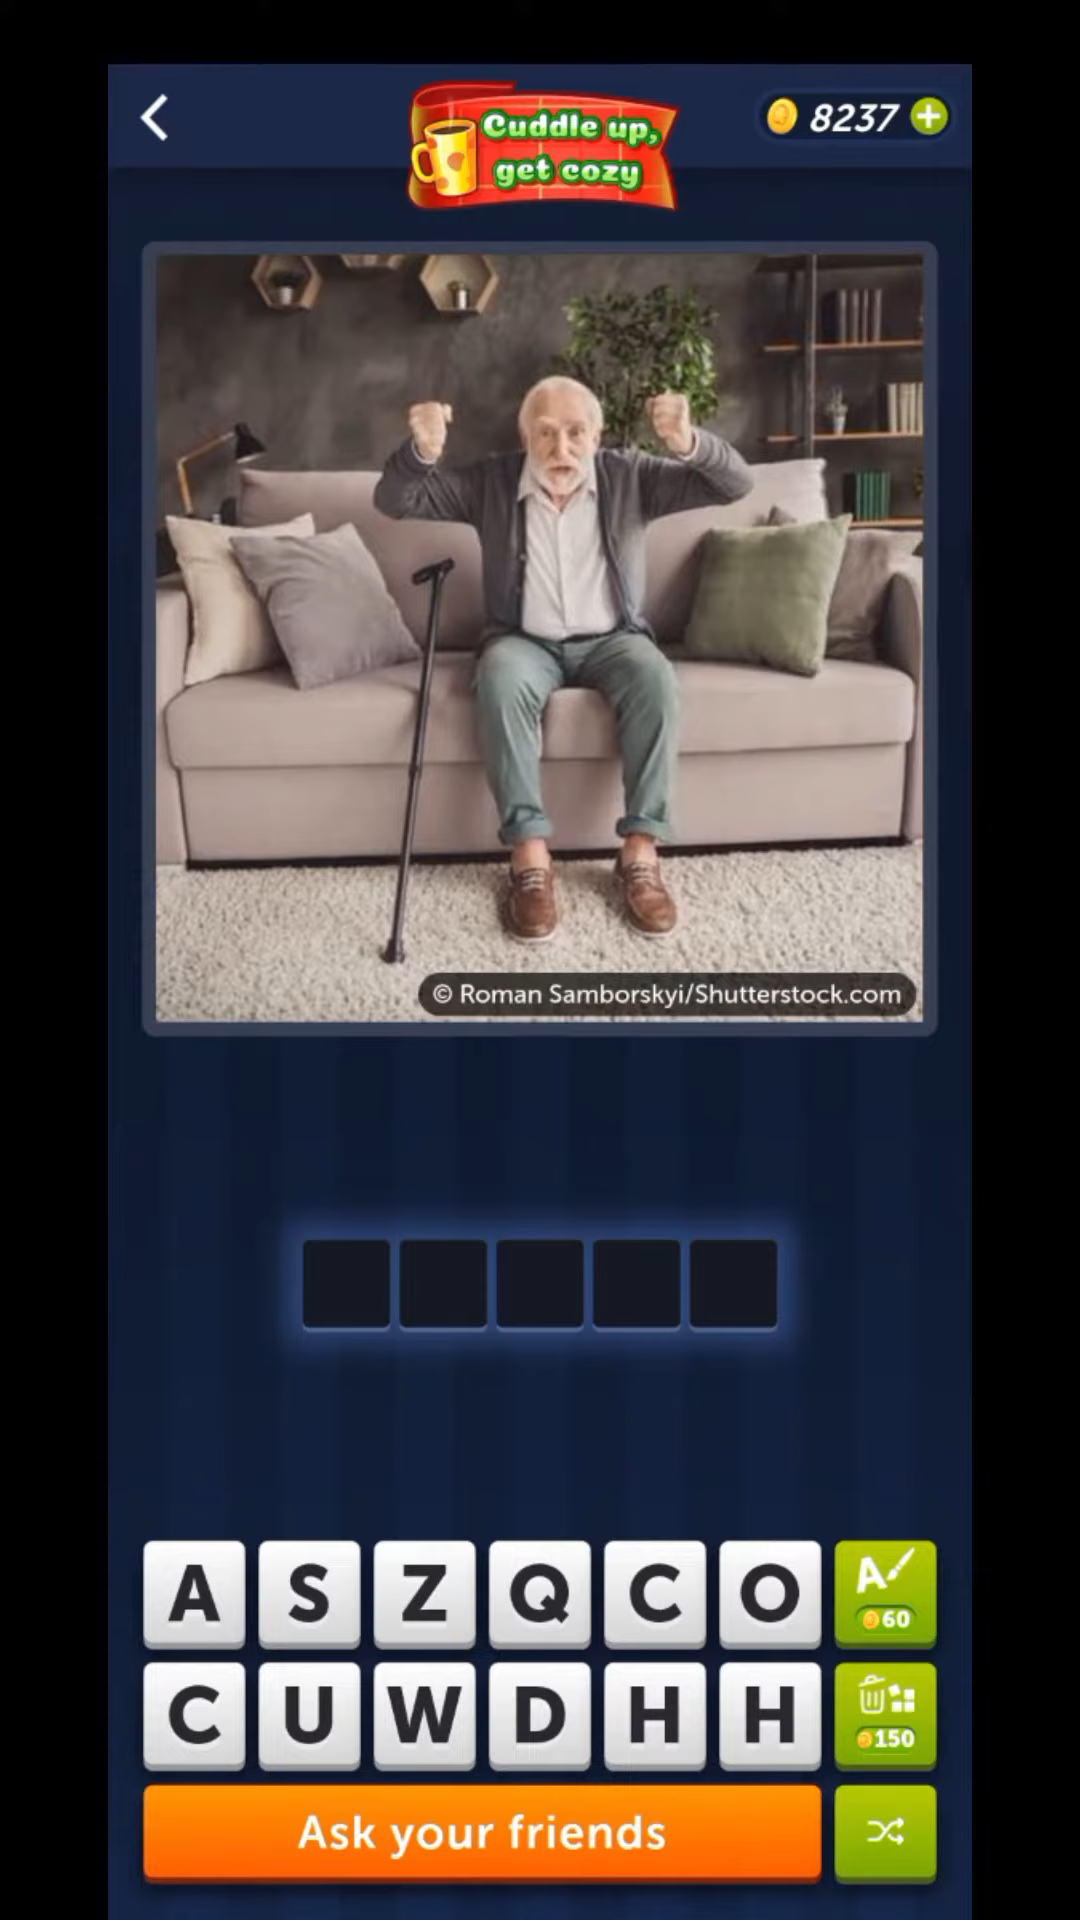 Cuddle up,
get cozy
8237
© Roman Samborskyi/Shutterstock.com
A S Z Q C O
A
60
C U W D H H
150
Ask your friends